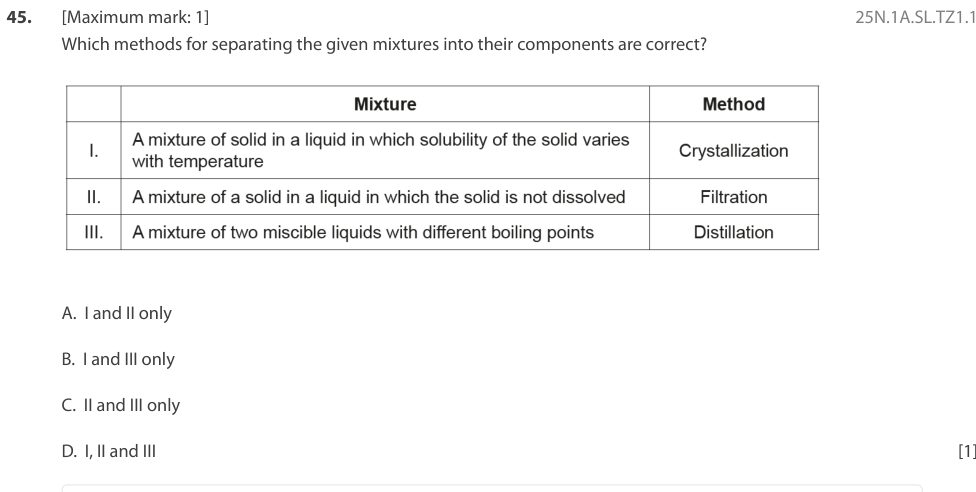 45. [Maximum mark: 1] 25N.1A.SL.TZ1.1
Which methods for separating the given mixtures into their components are correct?
Mixture Method
I. A mixture of solid in a liquid in which solubility of the solid varies with temperature Crystallization
II. A mixture of a solid in a liquid in which the solid is not dissolved Filtration
III. A mixture of two miscible liquids with different boiling points Distillation
A. I and II only
B. I and III only
C. II and III only
D. I, II and III [1]